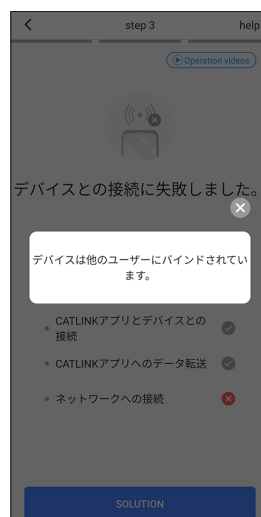 step 3
help
Operation videos
デバイスとの接続に失敗しました。
デバイスは他のユーザーにバインドされてい
ます。
CATLINKアプリとデバイスとの
接続
CATLINKアプリへのデータ転送
ネットワークへの接続
SOLUTION